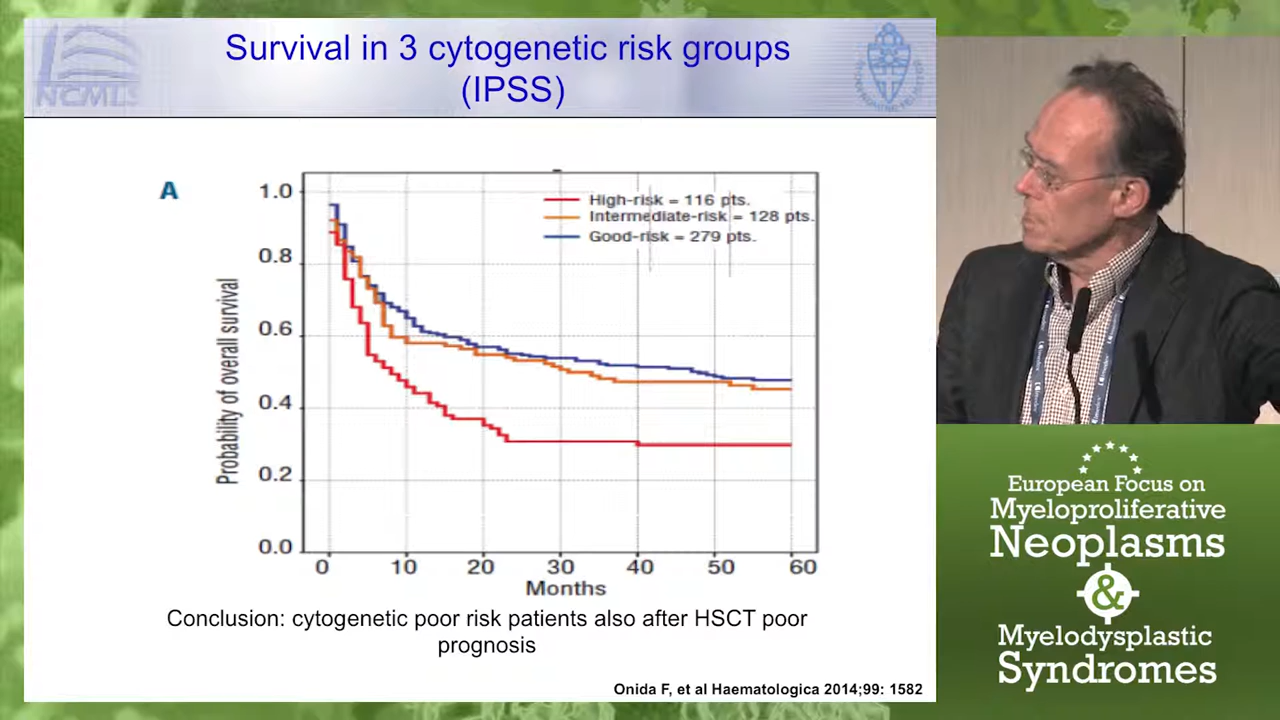 Survival in 3 cytogenetic risk groups
(IPSS)
NCMLS
A
High-risk = 116 pts.
Intermediate-risk = 128 pts.
Good-risk = 279 pts.
Probability of overall survival
1.0
0.8
0.6
0.4
0.2
0.0
0 10 20 30 40 50 60
Months
Conclusion: cytogenetic poor risk patients also after HSCT poor
prognosis
Onida F, et al Haematologica 2014;99: 1582
European Focus on
Myeloproliferative
Neoplasms
&
Myelodysplastic
Syndromes